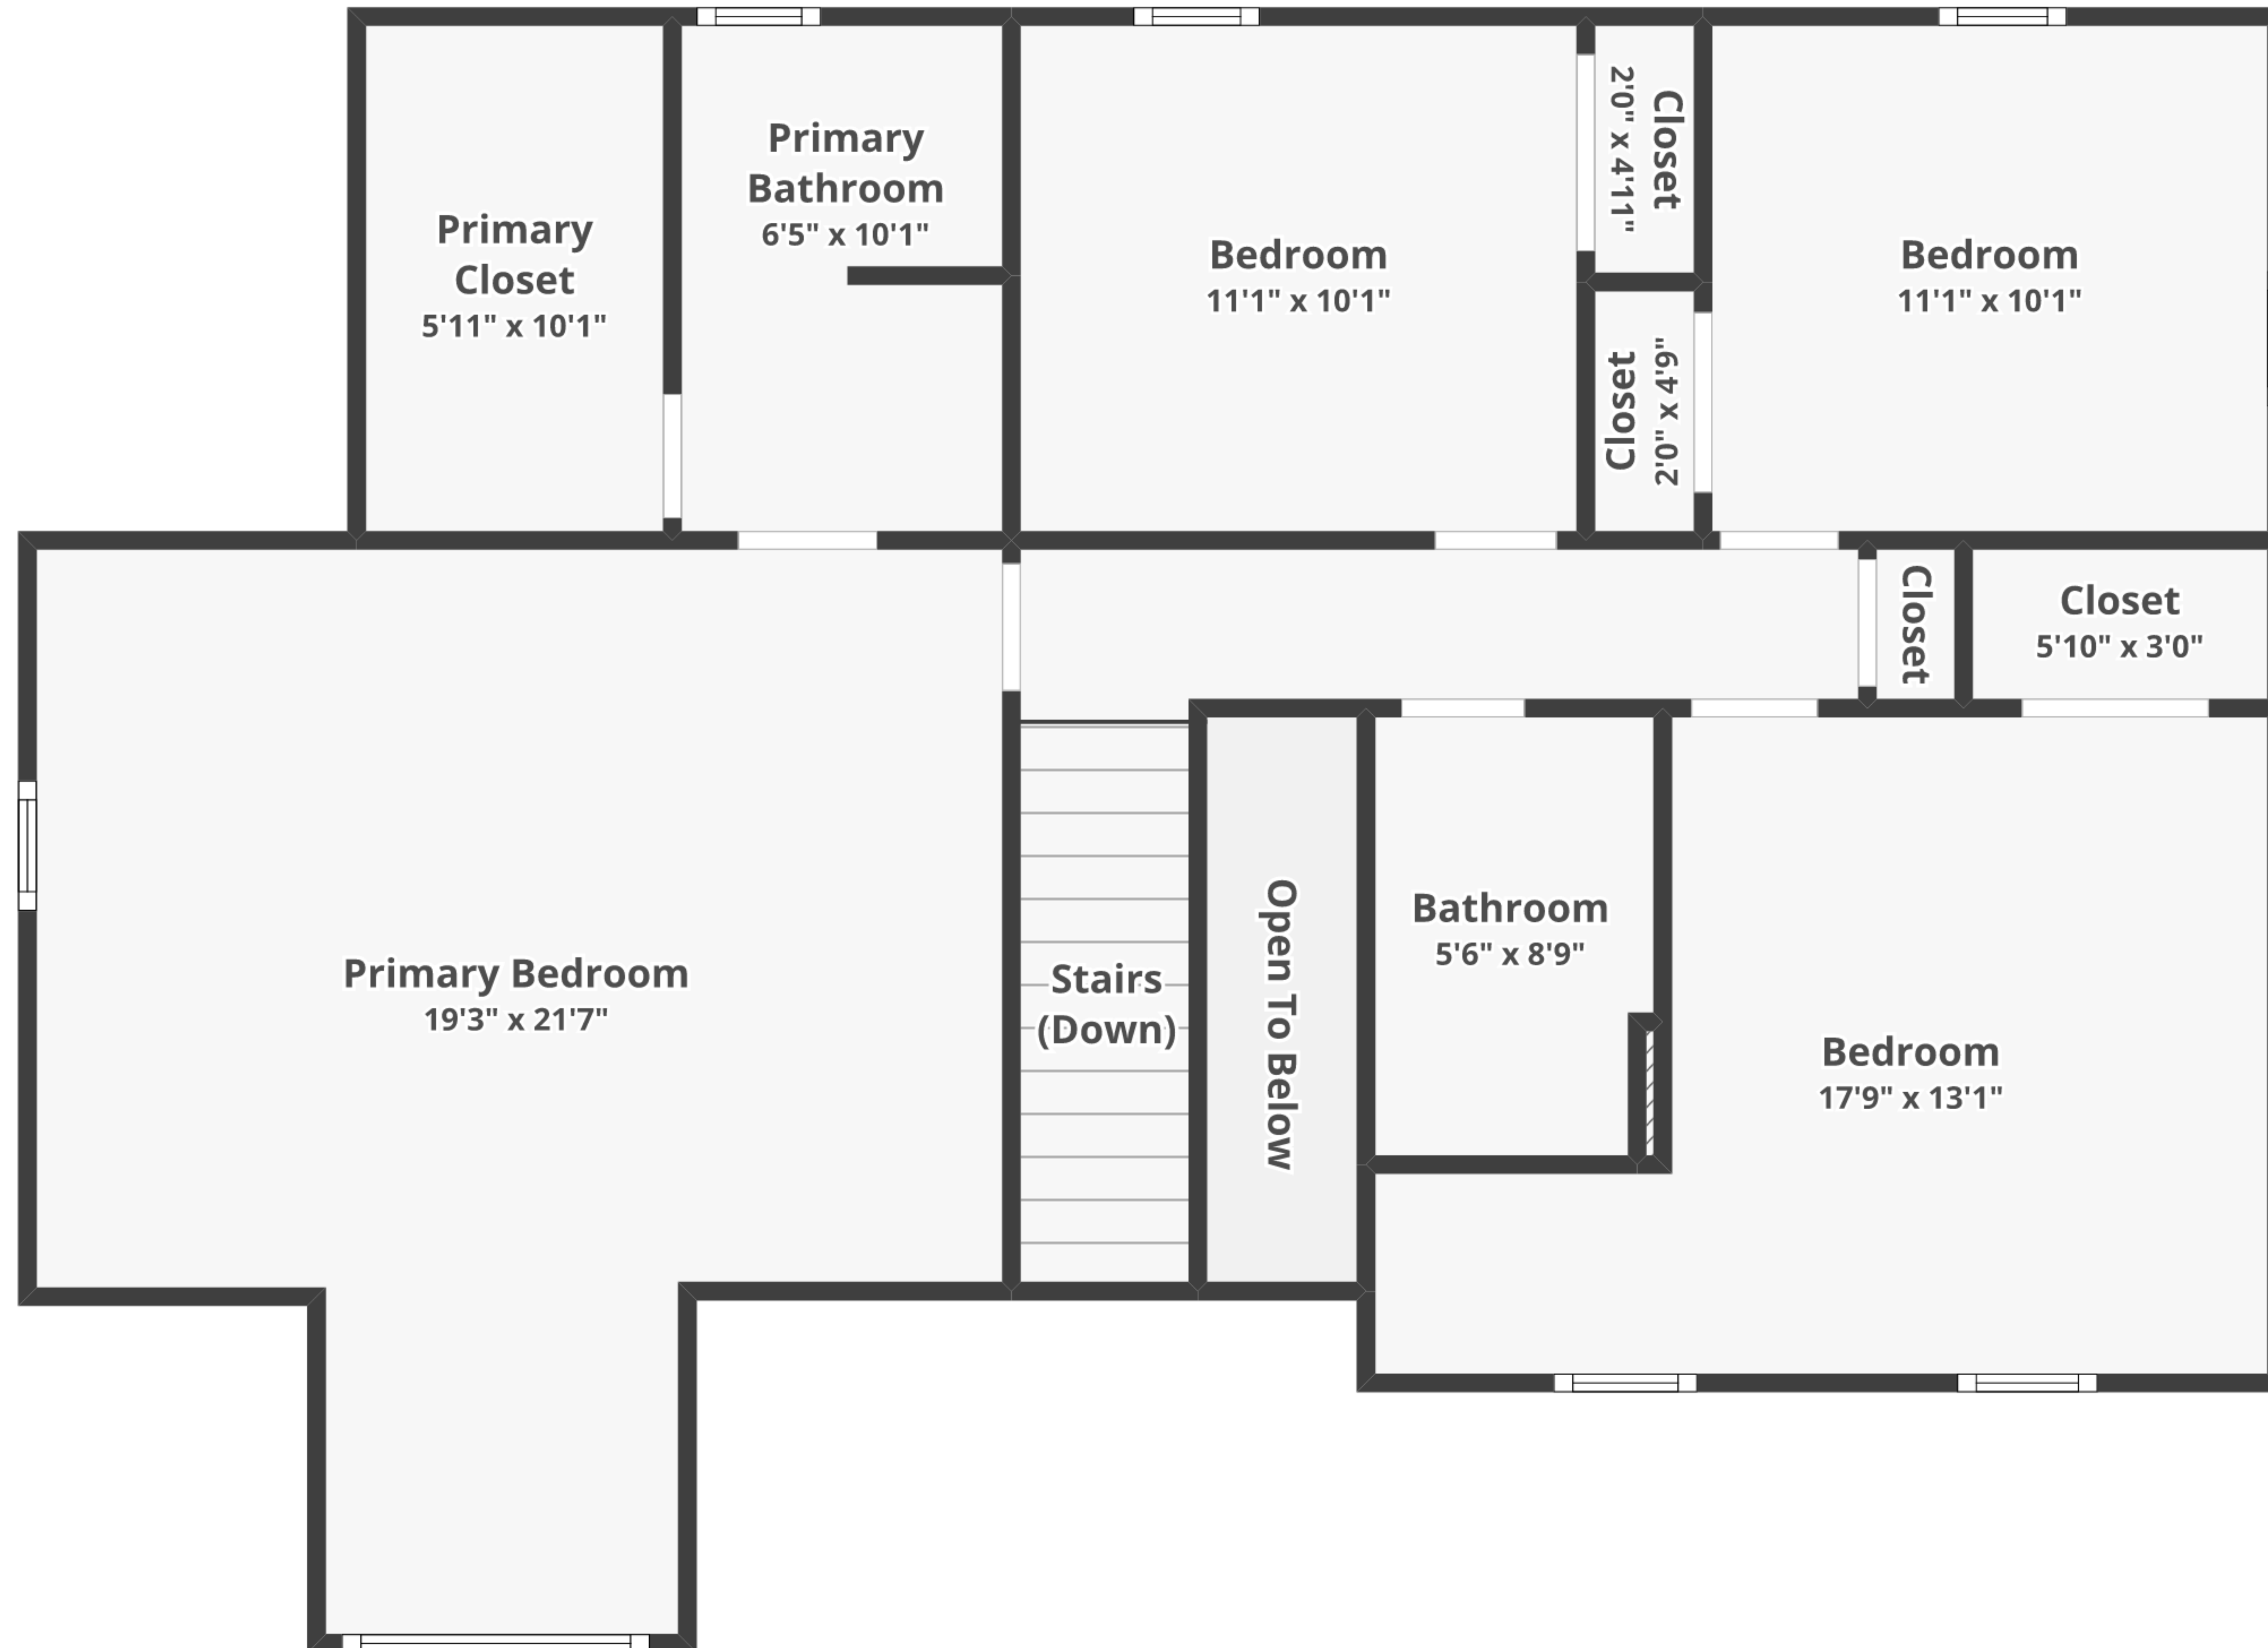 Primary
Closet
5'11" x 10'1"
Primary
Bathroom
6'5" x 10'1"
Bedroom
11'1" x 10'1"
Closet
2'0" x 4'11"
Closet
2'0" x 4'9"
Bedroom
11'1" x 10'1"
Closet
Closet
5'10" x 3'0"
Primary Bedroom
19'3" x 21'7"
Stairs
(Down)
Open To Below
Bathroom
5'6" x 8'9"
Bedroom
17'9" x 13'1"